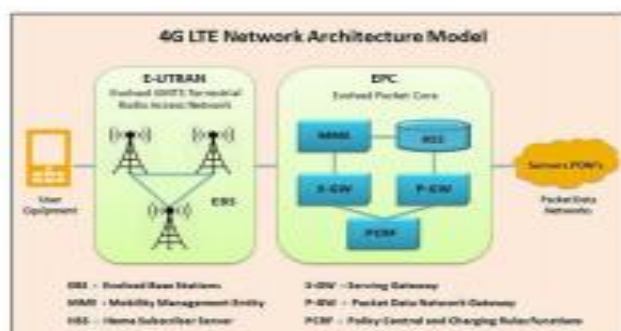 4G LTE Network Architecture Model
E-UTRAN
Evolved UMTS Terrestrial
Radio Access Network
EBS
User
Equipment
EPC
Evolved Packet Core
MME
HSS
S-GW
P-GW
PCRF
Servers PDN's
Packet Data
Networks
EBS - Evolved Base Stations
MME - Mobility Management Entity
HSS - Home Subscriber Server
S-GW - Serving Gateway
P-GW - Packet Data Network Gateway
PCRF - Policy Control and Charging Rules Functions